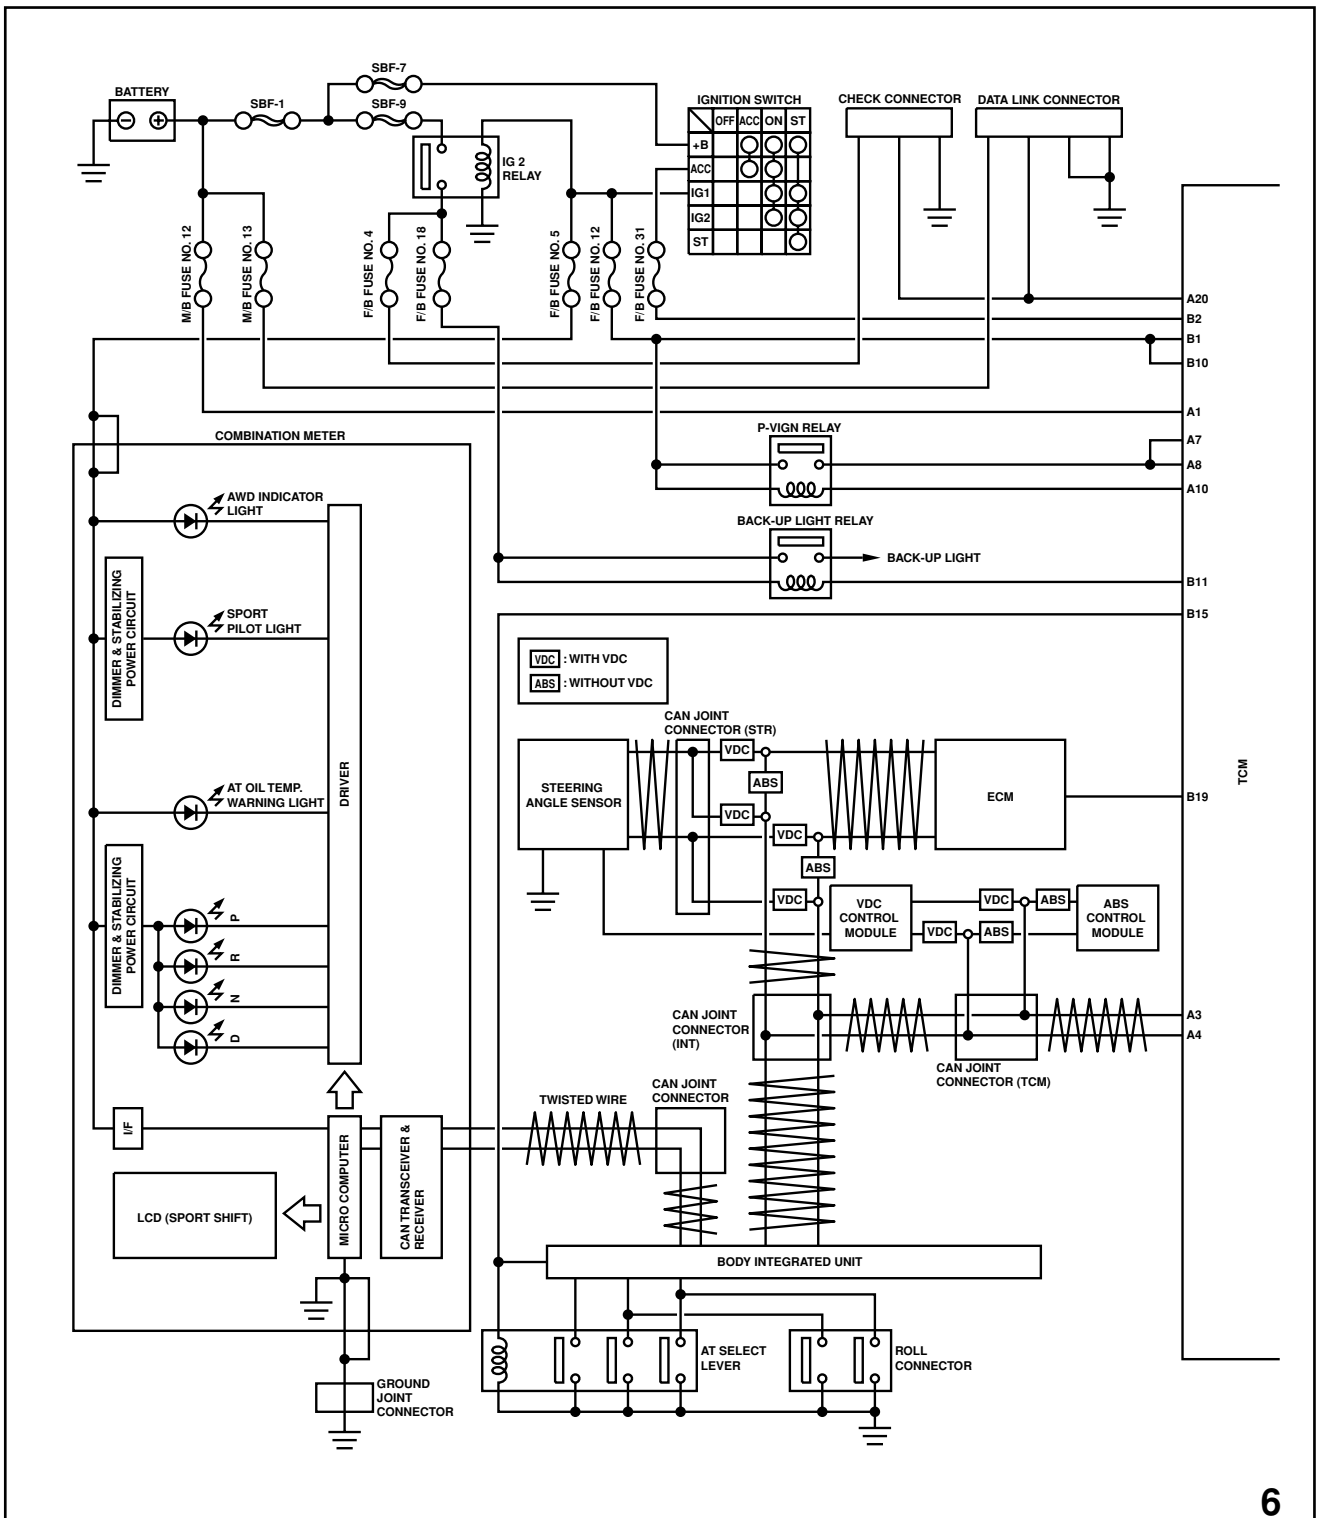 SBF-7
BATTERY
SBF-1
SBF-9
IG 2
RELAY
IGNITION SWITCH
OFF ACC ON ST
+B
ACC
IG1
IG2
ST
CHECK CONNECTOR
DATA LINK CONNECTOR
M/B FUSE NO. 12
M/B FUSE NO. 13
F/B FUSE NO. 4
F/B FUSE NO. 18
F/B FUSE NO. 5
F/B FUSE NO. 12
F/B FUSE NO. 31
A20
B2
B1
B10
A1
A7
A8
A10
B11
B15
B19
A3
A4
TCM
P-VIGN RELAY
BACK-UP LIGHT RELAY
BACK-UP LIGHT
COMBINATION METER
AWD INDICATOR
LIGHT
DIMMER & STABILIZING
POWER CIRCUIT
SPORT
PILOT LIGHT
AT OIL TEMP.
WARNING LIGHT
DRIVER
DIMMER & STABILIZING
POWER CIRCUIT
P
R
N
D
VDC : WITH VDC
ABS : WITHOUT VDC
CAN JOINT
CONNECTOR (STR)
STEERING
ANGLE SENSOR
VDC
ABS
VDC
VDC
ABS
VDC
ECM
VDC
CONTROL
MODULE
VDC
ABS
VDC
ABS
ABS
CONTROL
MODULE
CAN JOINT
CONNECTOR
(INT)
CAN JOINT
CONNECTOR (TCM)
CAN JOINT
CONNECTOR
TWISTED WIRE
I/F
MICRO COMPUTER
CAN TRANSCEIVER &
RECEIVER
LCD (SPORT SHIFT)
BODY INTEGRATED UNIT
AT SELECT
LEVER
ROLL
CONNECTOR
GROUND
JOINT
CONNECTOR
6